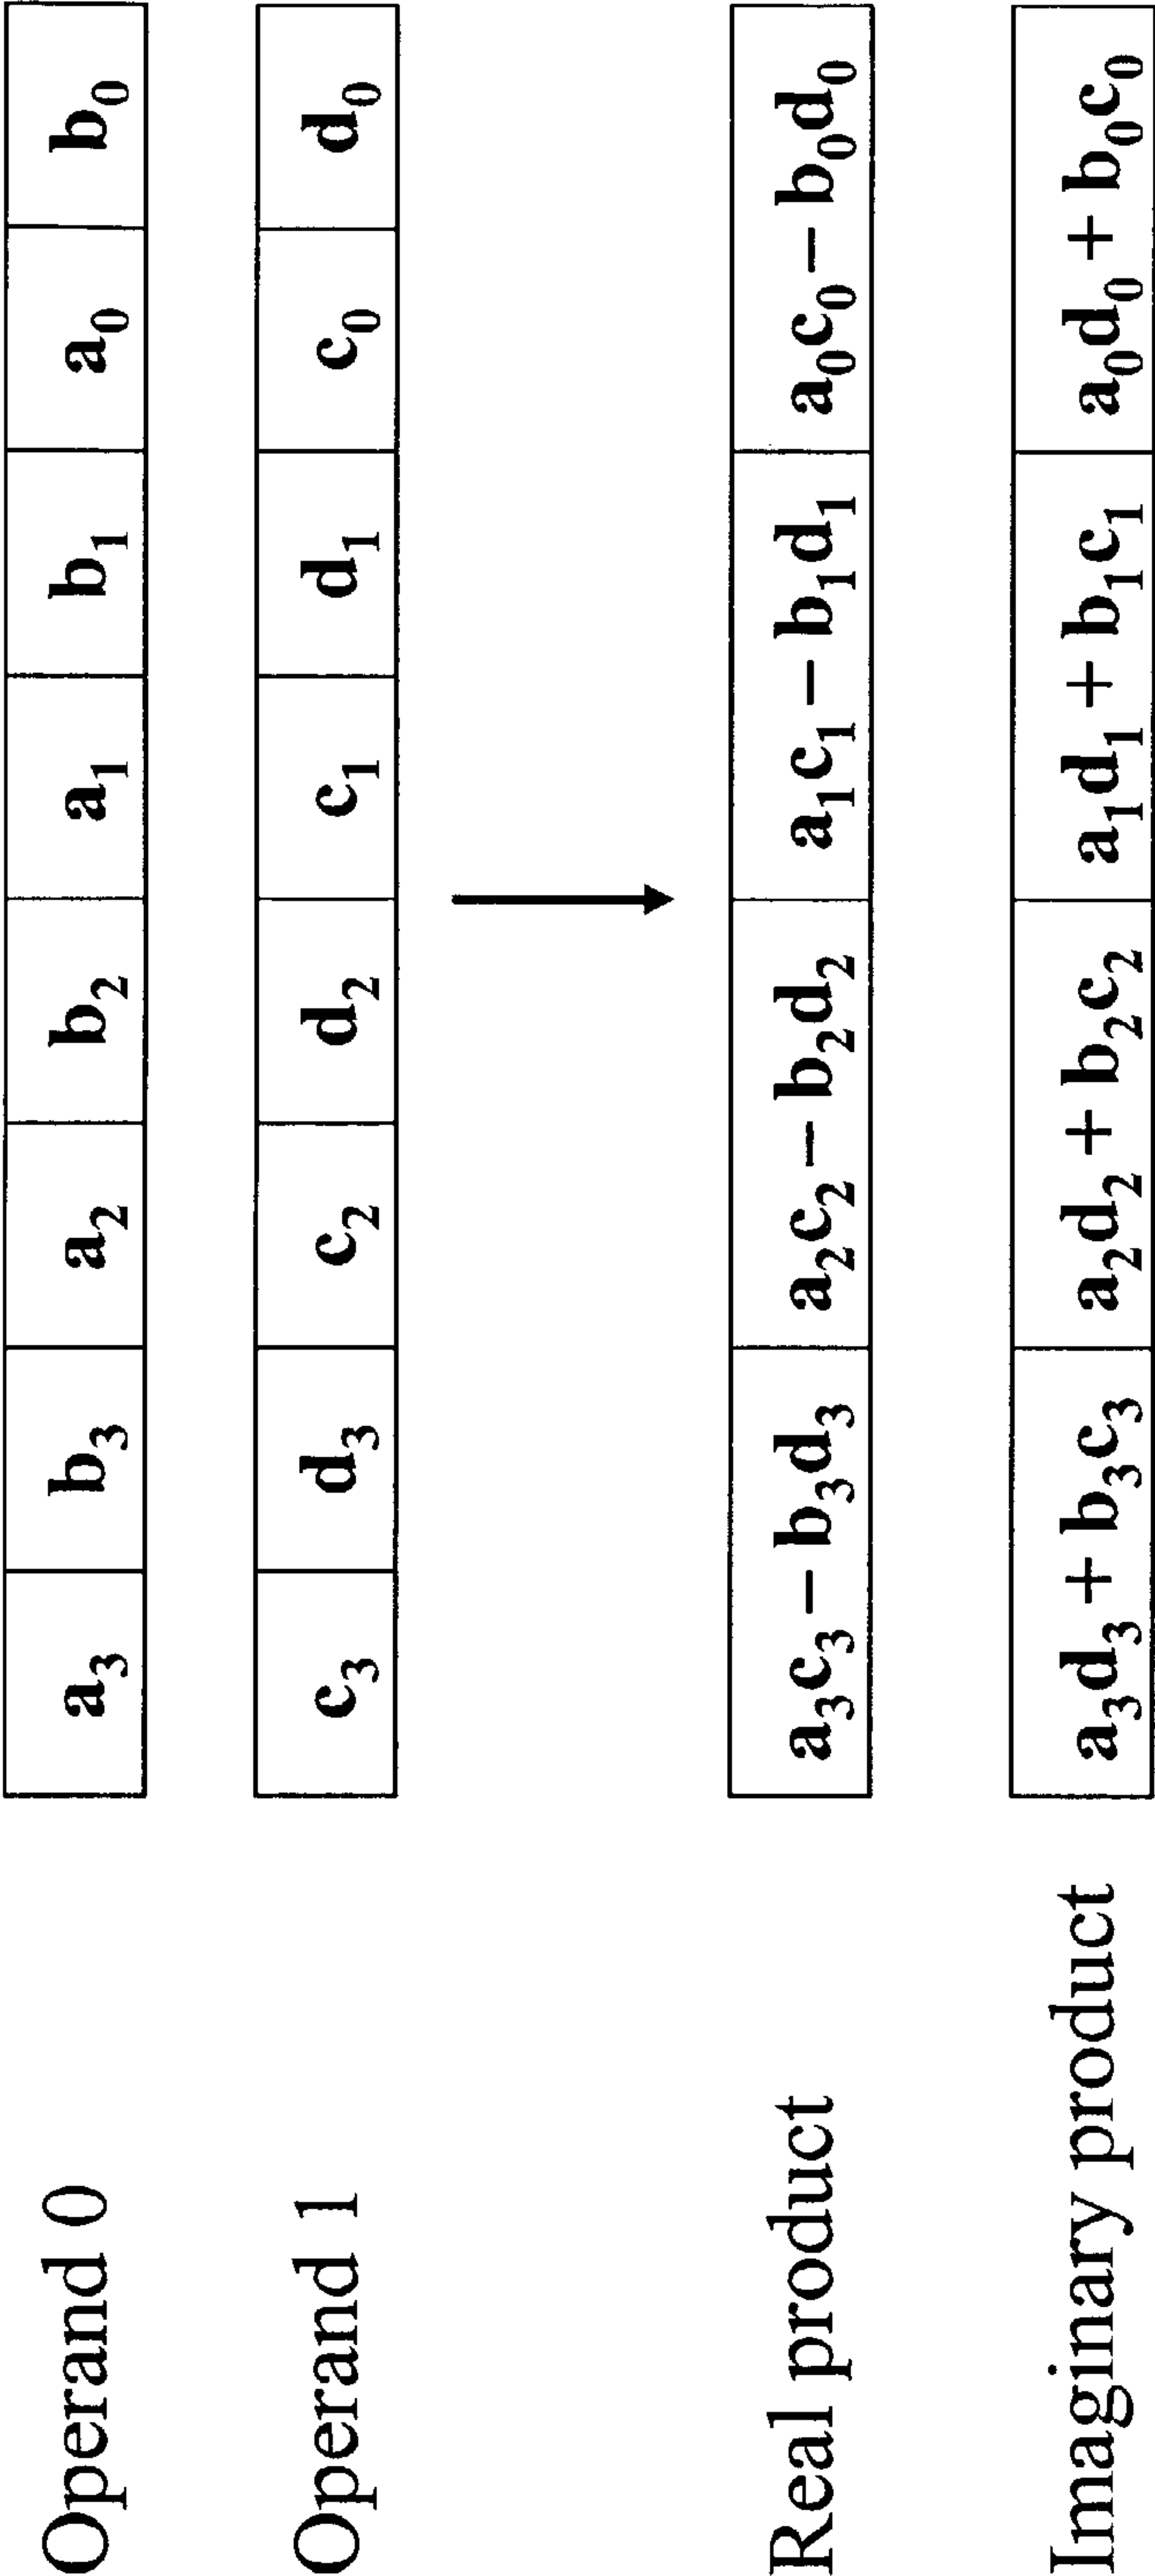 Operand 0 a₃ b₃ a₂ b₂ a₁ b₁ a₀ b₀
Operand 1 c₃ d₃ c₂ d₂ c₁ d₁ c₀ d₀
Real product a₃c₃ − b₃d₃ a₂c₂ − b₂d₂ a₁c₁ − b₁d₁ a₀c₀ − b₀d₀
Imaginary product a₃d₃ + b₃c₃ a₂d₂ + b₂c₂ a₁d₁ + b₁c₁ a₀d₀ + b₀c₀